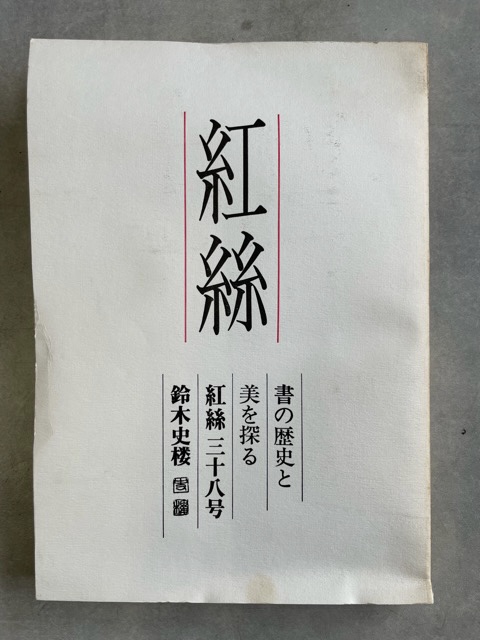 紅絲
書の歴史と
美を探る
紅絲 三十八号
鈴木史楼